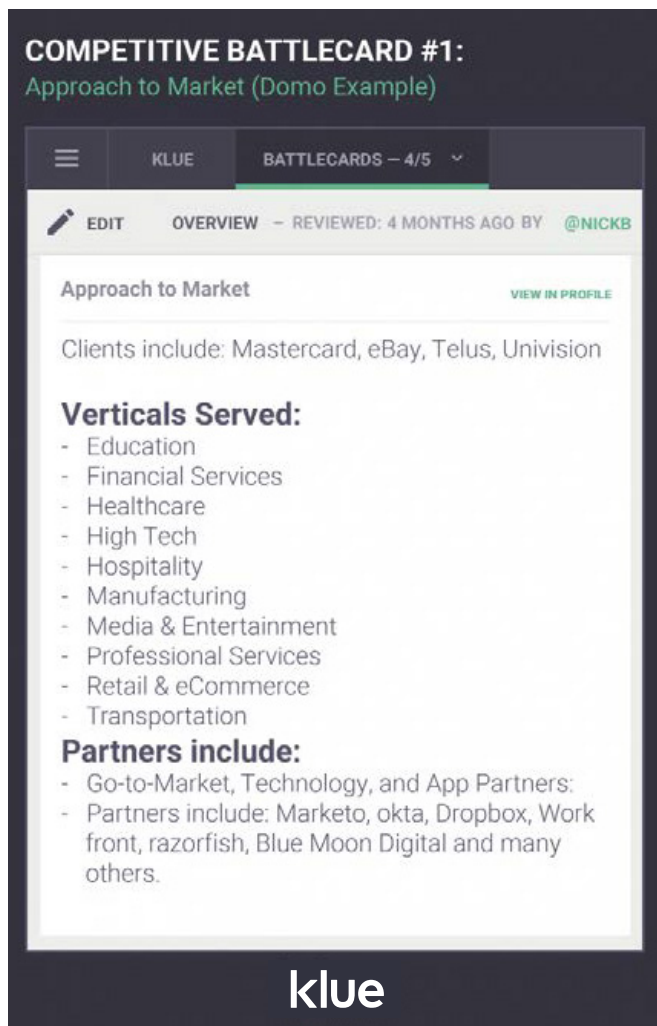 COMPETITIVE BATTLECARD #1:
Approach to Market (Domo Example)
KLUE
BATTLECARDS – 4/5
EDIT
OVERVIEW – REVIEWED: 4 MONTHS AGO BY @NICKB
Approach to Market
VIEW IN PROFILE
Clients include: Mastercard, eBay, Telus, Univision
Verticals Served:
- Education
- Financial Services
- Healthcare
- High Tech
- Hospitality
- Manufacturing
- Media & Entertainment
- Professional Services
- Retail & eCommerce
- Transportation
Partners include:
- Go-to-Market, Technology, and App Partners:
- Partners include: Marketo, okta, Dropbox, Work
front, razorfish, Blue Moon Digital and many
others.
klue